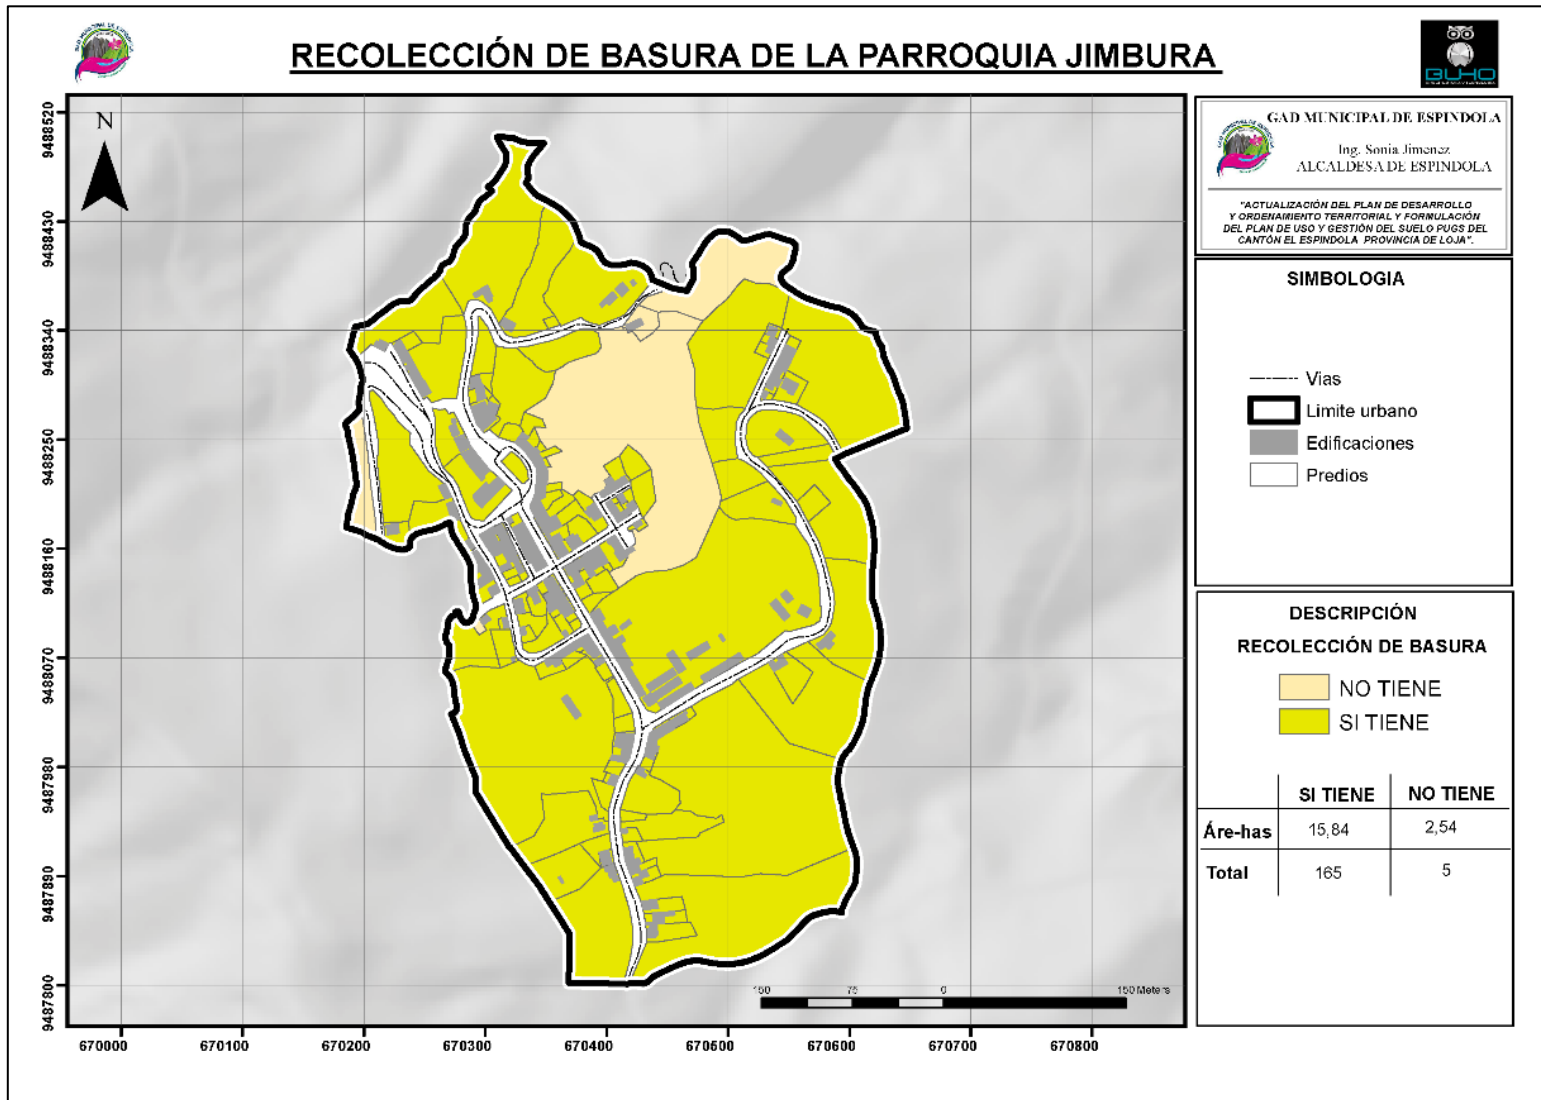 RECOLECCIÓN DE BASURA DE LA PARROQUIA JIMBURA
BUHO
GAD MUNICIPAL DE ESPINDOLA
Ing. Sonia Jimenez
ALCALDESA DE ESPINDOLA
"ACTUALIZACIÓN DEL PLAN DE DESARROLLO
Y ORDENAMIENTO TERRITORIAL Y FORMULACIÓN
DEL PLAN DE USO Y GESTIÓN DEL SUELO PUGS DEL
CANTÓN EL ESPINDOLA PROVINCIA DE LOJA".
SIMBOLOGIA
Vias
Limite urbano
Edificaciones
Predios
DESCRIPCIÓN
RECOLECCIÓN DE BASURA
NO TIENE
SI TIENE
SI TIENE NO TIENE
Áre-has 15,84 2,54
Total 165 5
N
9488520
9488430
9488340
9488250
9488160
9488070
9487980
9487890
9487800
150 75 0 150 Meters
670000 670100 670200 670300 670400 670500 670600 670700 670800